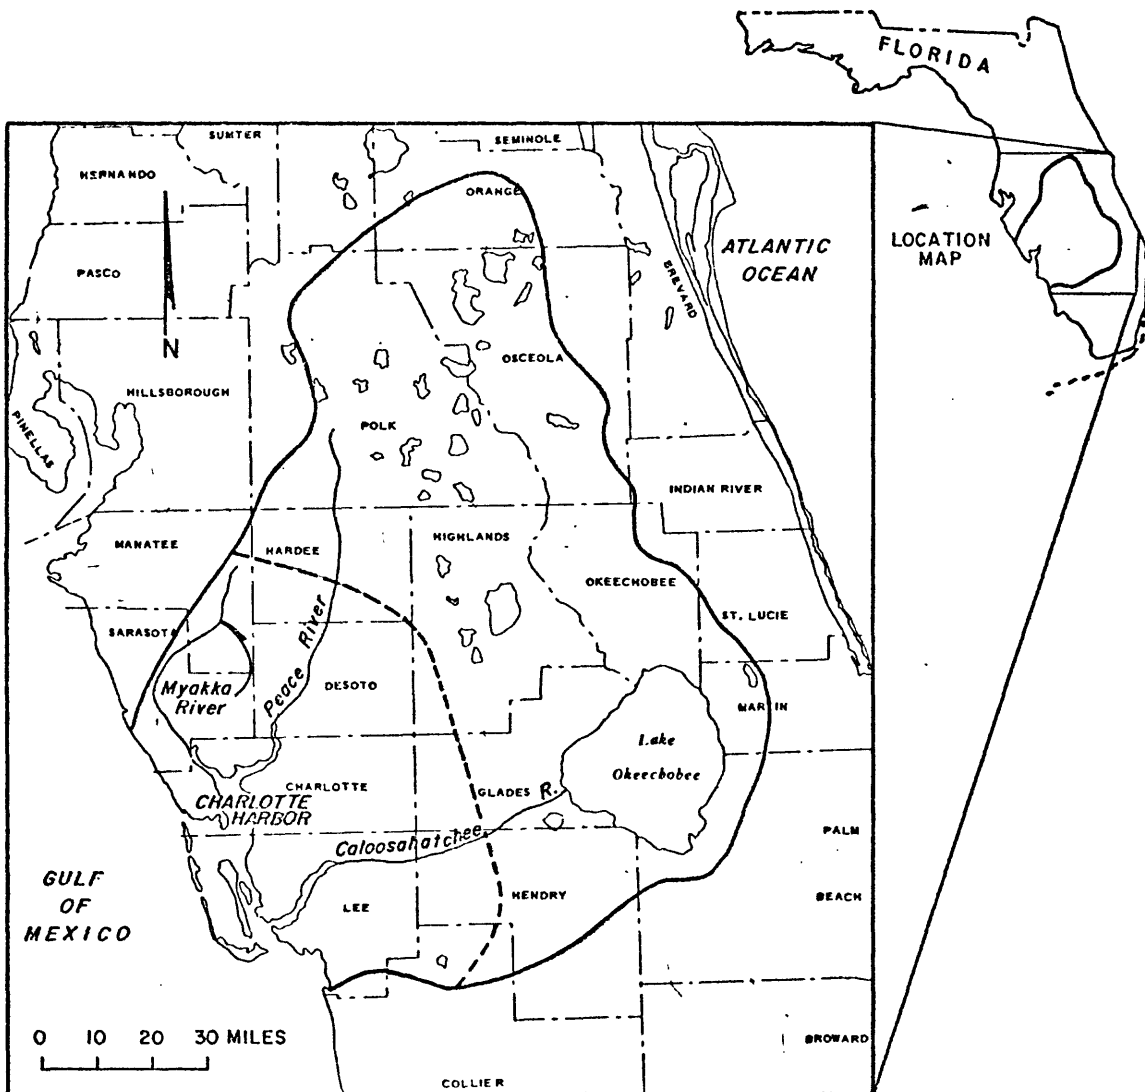 FLORIDA
LOCATION
MAP
SUMTER
SEMINOLE
HERNANDO
ORANGE
ATLANTIC
OCEAN
PASCO
BREVARD
N
OSCEOLA
HILLSBOROUGH
PINELLAS
POLK
INDIAN RIVER
MANATEE
HARDEE
HIGHLANDS
OKEECHOBEE
ST. LUCIE
SARASOTA
Peace River
Myakka
River
DESOTO
MARTIN
Lake
Okeechobee
CHARLOTTE
GLADES
CHARLOTTE
HARBOR
Caloosahatchee R.
PALM
BEACH
GULF
OF
MEXICO
LEE
HENDRY
0 10 20 30 MILES
BROWARD
COLLIER